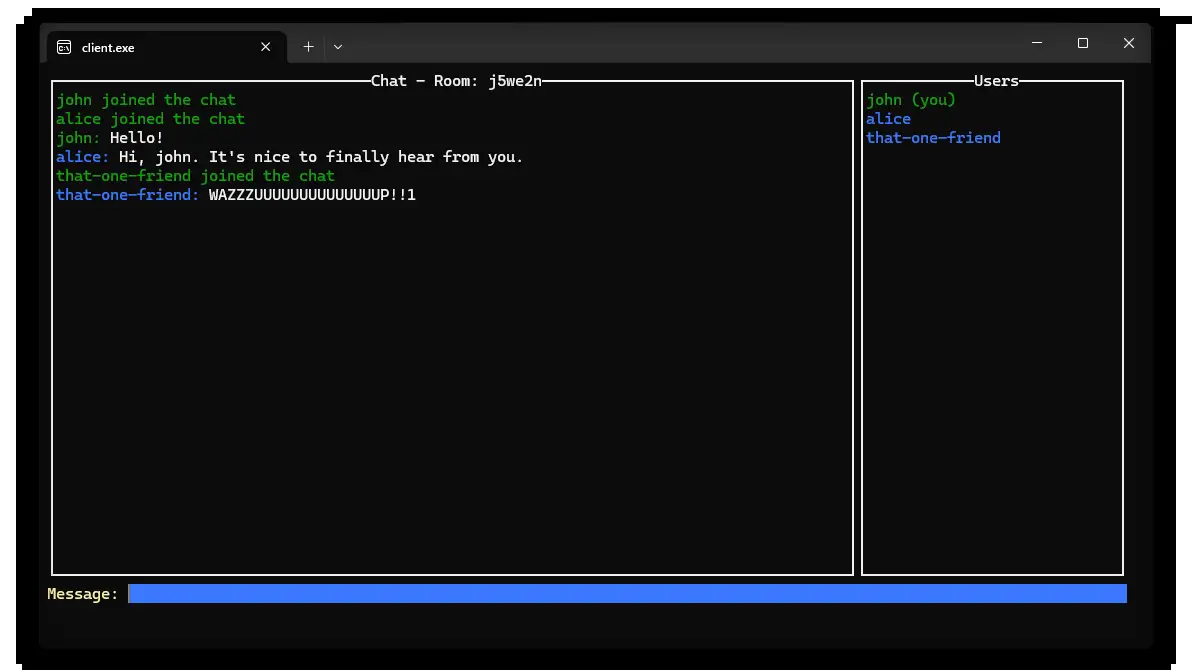 client.exe
Chat - Room: j5we2n
john joined the chat
alice joined the chat
john: Hello!
alice: Hi, john. It's nice to finally hear from you.
that-one-friend joined the chat
that-one-friend: WAZZZUUUUUUUUUUUUUUP!!1
Users
john (you)
alice
that-one-friend
Message: